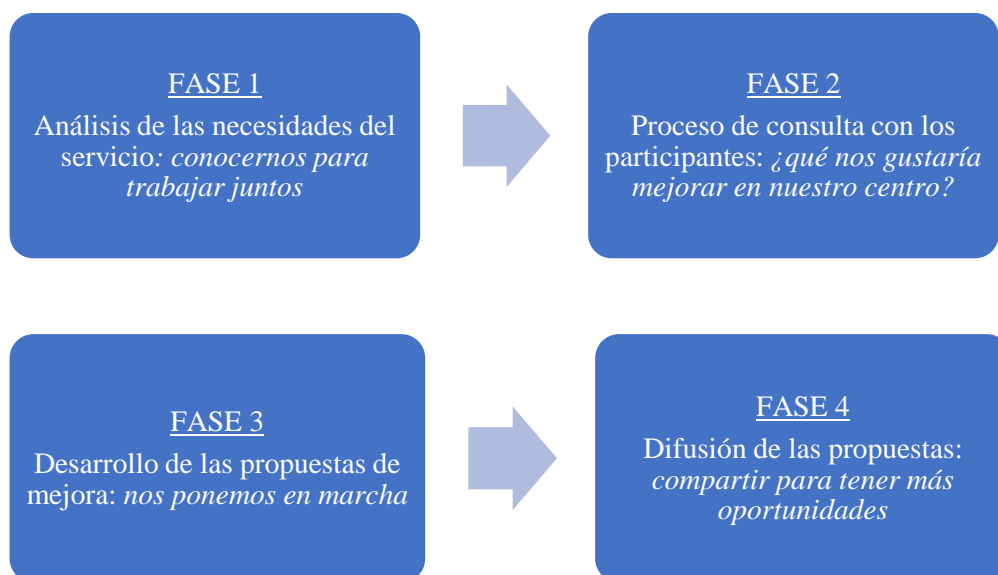 FASE 1
Análisis de las necesidades del
servicio: conocernos para
trabajar juntos
FASE 2
Proceso de consulta con los
participantes: ¿qué nos gustaría
mejorar en nuestro centro?
FASE 3
Desarrollo de las propuestas de
mejora: nos ponemos en marcha
FASE 4
Difusión de las propuestas:
compartir para tener más
oportunidades